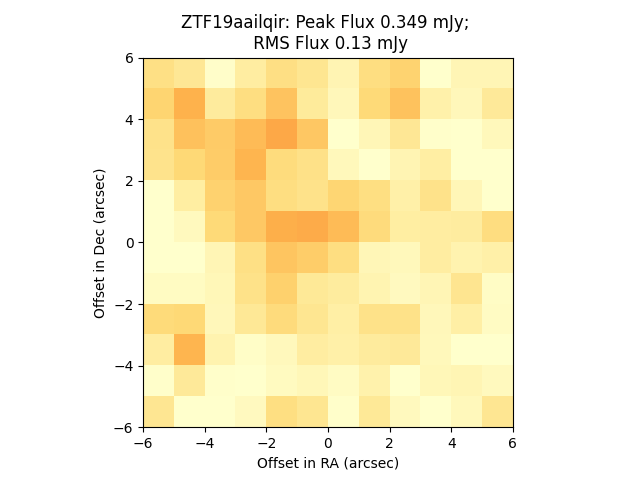 ZTF19aailqir: Peak Flux 0.349 mJy;
RMS Flux 0.13 mJy
6
4
2
0
−2
−4
−6
Offset in Dec (arcsec)
−6 −4 −2 0 2 4 6
Offset in RA (arcsec)